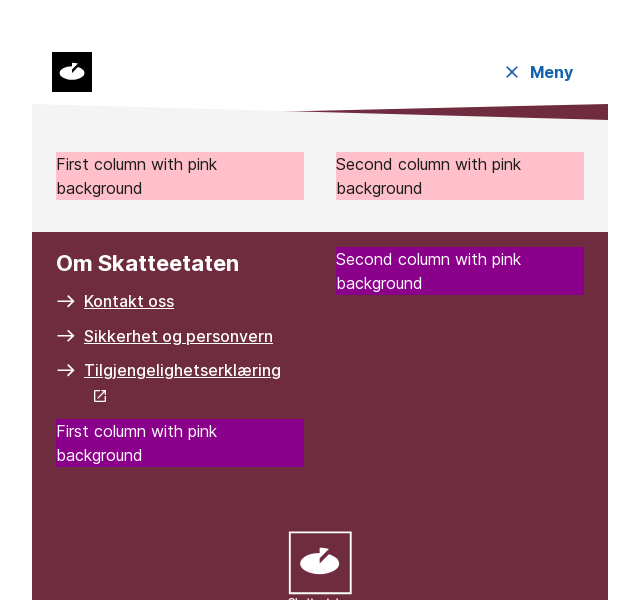 Meny
First column with pink
background
Second column with pink
background
Om Skatteetaten
Kontakt oss
Sikkerhet og personvern
Tilgjengelighetserklæring
First column with pink
background
Second column with pink
background